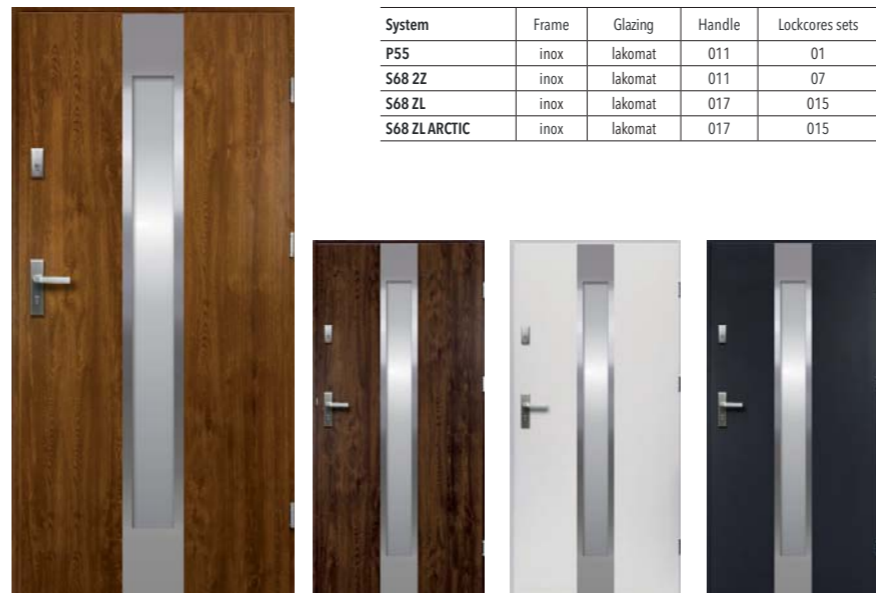 System Frame Glazing Handle Lockcores sets
P55 inox lakomat 011 01
S68 2Z inox lakomat 011 07
S68 ZL inox lakomat 017 015
S68 ZL ARCTIC inox lakomat 017 015